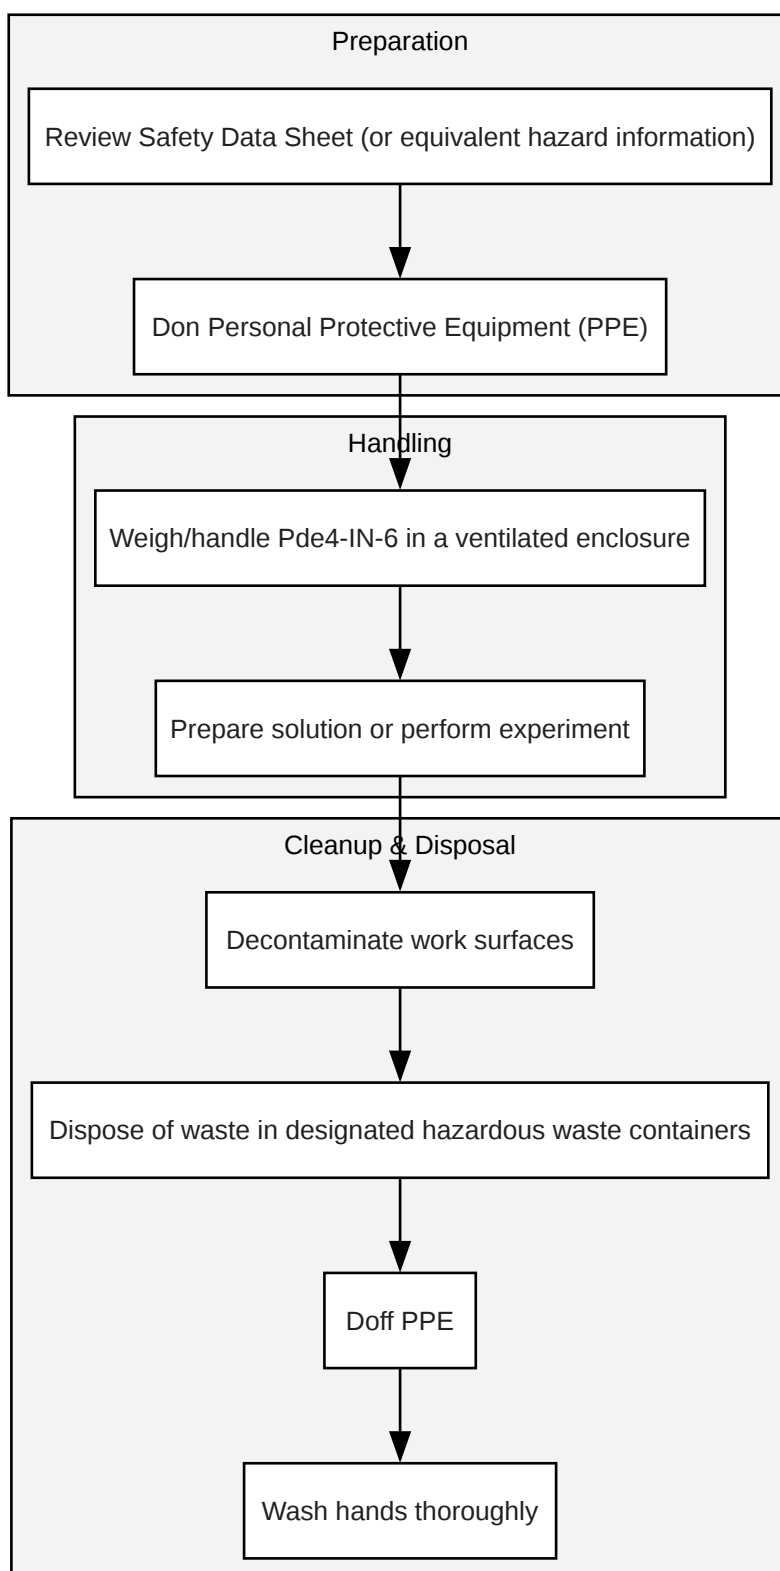 Preparation
Review Safety Data Sheet (or equivalent hazard information)
Don Personal Protective Equipment (PPE)
Handling
Weigh/handle Pde4-IN-6 in a ventilated enclosure
Prepare solution or perform experiment
Cleanup & Disposal
Decontaminate work surfaces
Dispose of waste in designated hazardous waste containers
Doff PPE
Wash hands thoroughly